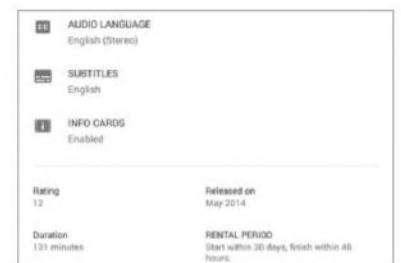 AUDIO LANGUAGE
English (Stereo)
SUBTITLES
English
INFO CARDS
Enabled
Rating
12
Released on
May 2014
Duration
131 minutes
RENTAL PERIOD
Start within 30 days, finish within 48
hours.